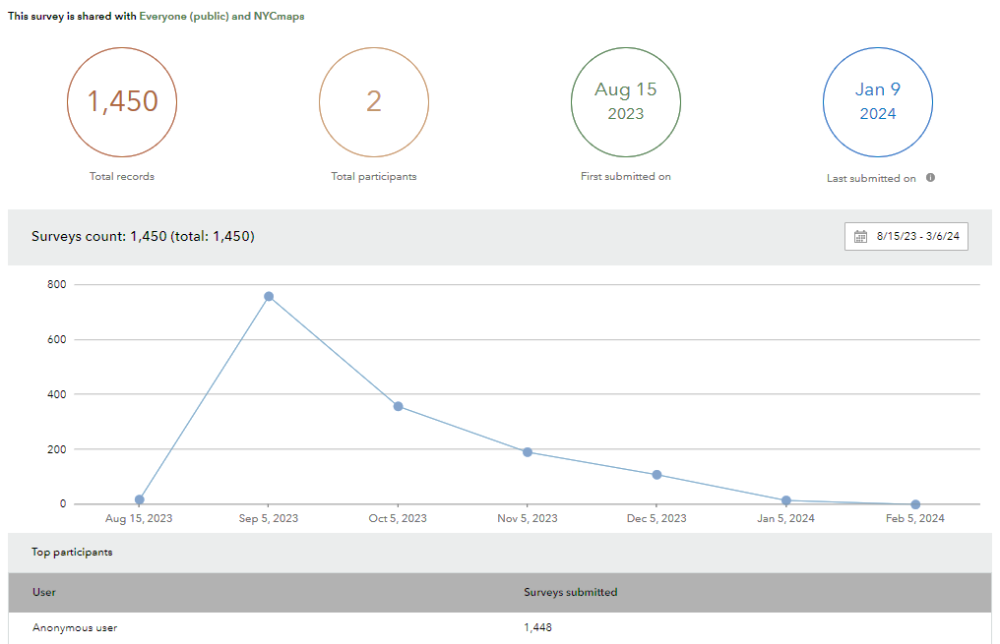 This survey is shared with Everyone (public) and NYCmaps
1,450
2
Aug 15
2023
Jan 9
2024
Total records
Total participants
First submitted on
Last submitted on
Surveys count: 1,450 (total: 1,450)
8/15/23 - 3/6/24
800
600
400
200
0
Aug 15, 2023
Sep 5, 2023
Oct 5, 2023
Nov 5, 2023
Dec 5, 2023
Jan 5, 2024
Feb 5, 2024
Top participants
User
Surveys submitted
Anonymous user
1,448